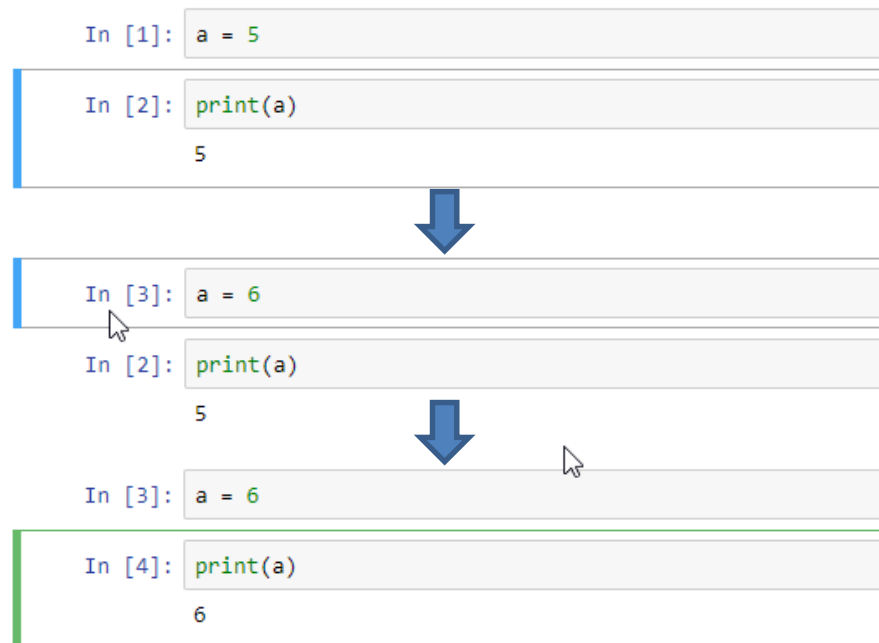 In [1]: a = 5
In [2]: print(a)
5
In [3]: a = 6
In [2]: print(a)
5
In [3]: a = 6
In [4]: print(a)
6